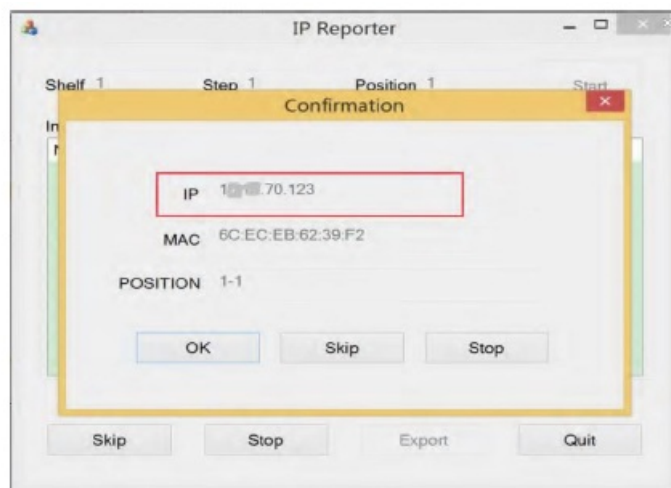 IP Reporter
Shelf 1 Step 1 Position 1 Start
Confirmation
IP .70.123
MAC 6C:EC:EB:62:39:F2
POSITION 1-1
OK Skip Stop
Skip Stop Export Quit